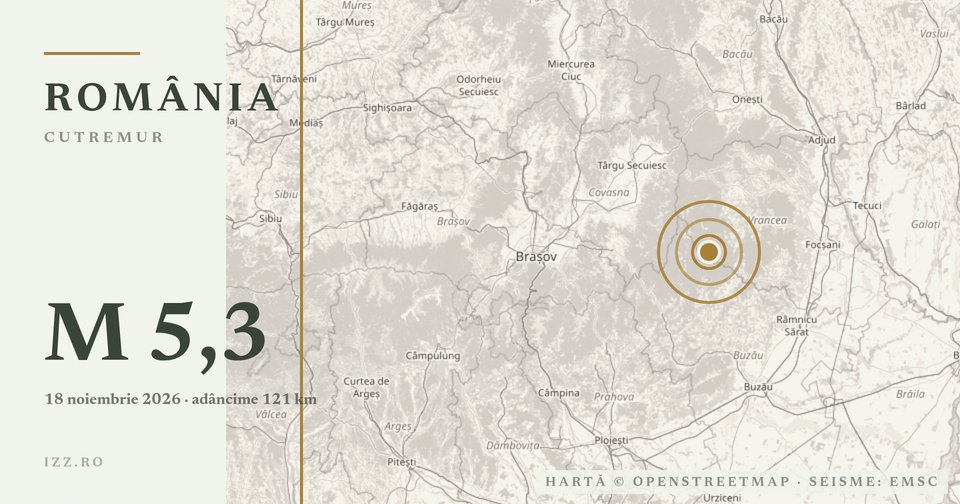 ROMÂNIA
CUTREMUR
M 5,3
18 noiembrie 2026 · adâncime 121 km
IZZ.RO
Mureș
Târgu Mureș
Bacău
Vaslui
Miercurea
Ciuc
Bacău
Târnăveni
Odorheiu
Secuiesc
Onești
Bârlad
Sighișoara
Mediaș
Adjud
Târgu Secuiesc
Covasna
Sibiu
Făgăraș
Tecuci
Sibiu
Brașov
Vrancea
Galați
Focșani
Brașov
Râmnicu
Sărat
Câmpulung
Buzău
Curtea de
Argeș
Buzău
Câmpina
Prahova
Brăila
Vâlcea
Argeș
Dâmbovița
Ploiești
Pitești
HARTĂ © OPENSTREETMAP · SEISME: EMSC
Urziceni